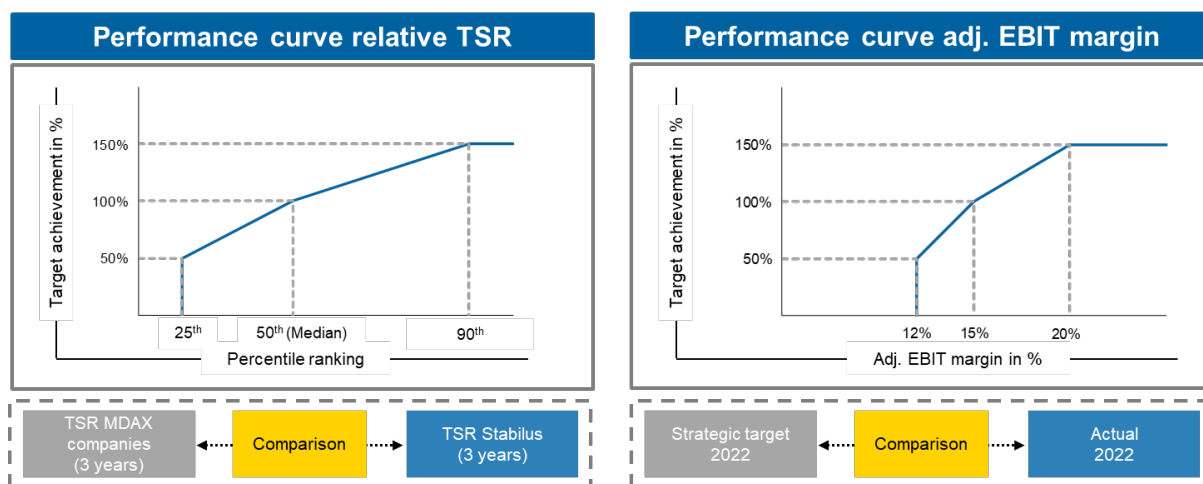 Performance curve relative TSR
Target achievement in %
150%
100%
50%
25th
50th (Median)
90th
Percentile ranking
TSR MDAX
companies
(3 years)
Comparison
TSR Stabilus
(3 years)
Performance curve adj. EBIT margin
Target achievement in %
150%
100%
50%
12%
15%
20%
Adj. EBIT margin in %
Strategic target
2022
Comparison
Actual
2022